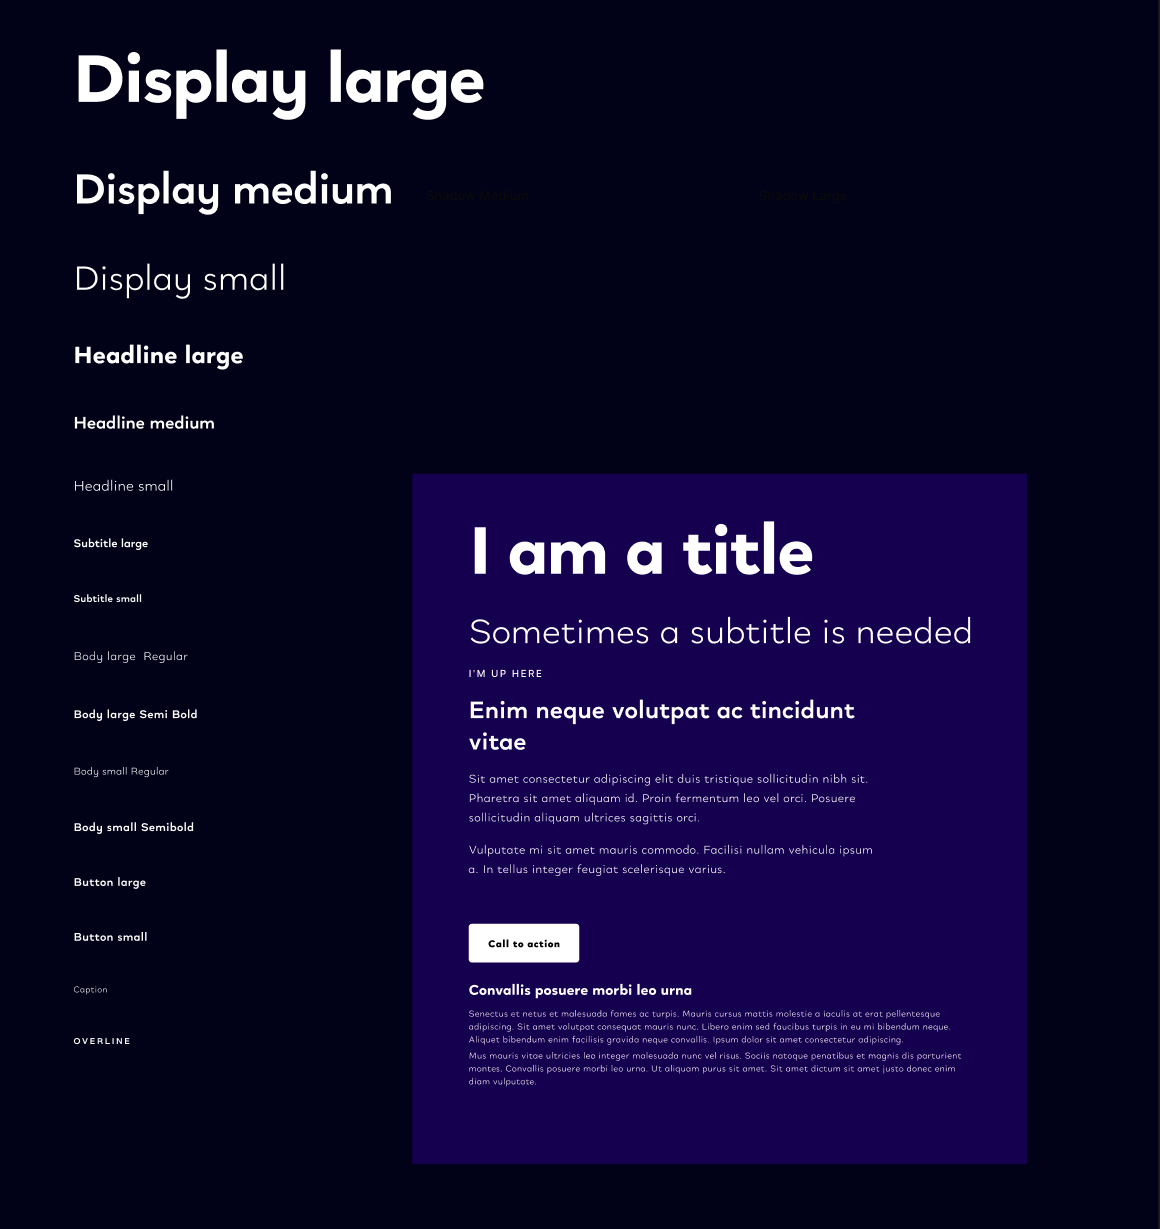 Display large
Display medium
Shadow Medium
Shadow Large
Display small
Headline large
Headline medium
Headline small
Subtitle large
Subtitle small
Body large  Regular
Body large Semi Bold
Body small Regular
Body small Semibold
Button large
Button small
Caption
OVERLINE
I am a title
Sometimes a subtitle is needed
I'M UP HERE
Enim neque volutpat ac tincidunt
vitae
Sit amet consectetur adipiscing elit duis tristique sollicitudin nibh sit.
Pharetra sit amet aliquam id. Proin fermentum leo vel orci. Posuere
sollicitudin aliquam ultrices sagittis orci.
Vulputate mi sit amet mauris commodo. Facilisi nullam vehicula ipsum
a. In tellus integer feugiat scelerisque varius.
Call to action
Convallis posuere morbi leo urna
Senectus et netus et malesuada fames ac turpis. Mauris cursus mattis molestie a iaculis at erat pellentesque
adipiscing. Sit amet volutpat consequat mauris nunc. Libero enim sed faucibus turpis in eu mi bibendum neque.
Aliquet bibendum enim facilisis gravida neque convallis. Ipsum dolor sit amet consectetur adipiscing.
Mus mauris vitae ultricies leo integer malesuada nunc vel risus. Sociis natoque penatibus et magnis dis parturient
montes. Convallis posuere morbi leo urna. Ut aliquam purus sit amet. Sit amet dictum sit amet justo donec enim
diam vulputate.